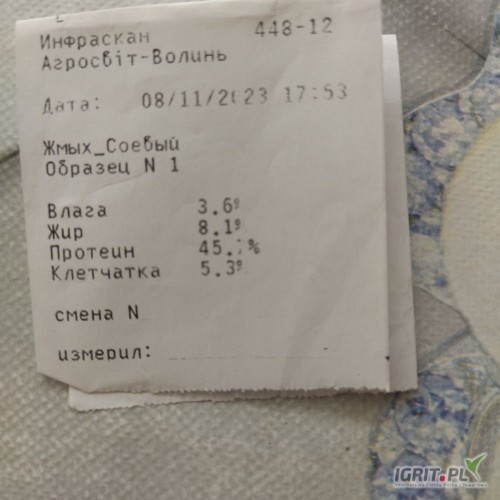 Инфраскан 448-12
Агросвіт-Волинь
Дата: 08/11/2023 17:53
Жмых_Соевый
Образец N 1
Влага 3.6%
Жир 8.1%
Протеин
Клетчатка 5.3%
смена N
измерил:
IGRIT.PL